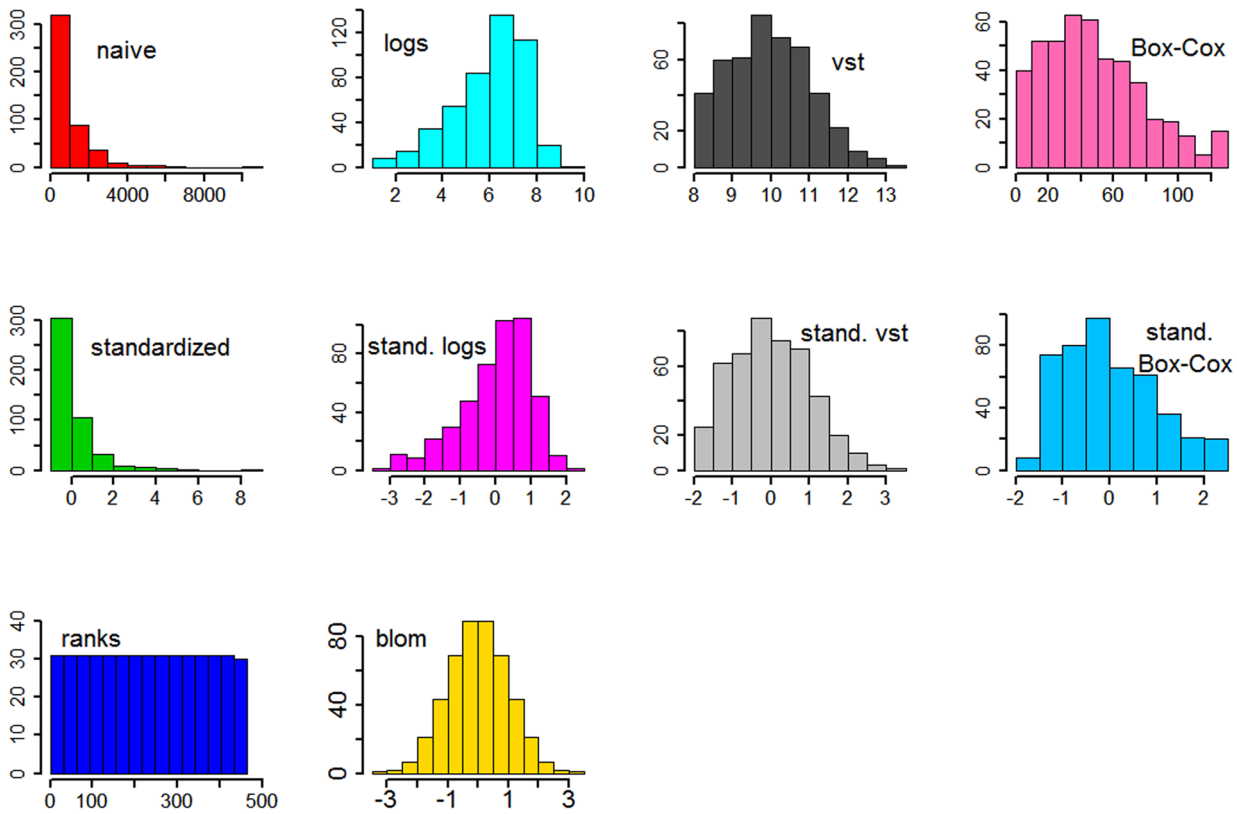 naive
0 100 200 300
0 4000 8000
logs
0 40 80 120
2 4 6 8 10
vst
0 20 60
8 9 10 11 12 13
Box-Cox
0 20 40 60
0 20 60 100
standardized
0 100 200 300
0 2 4 6 8
stand. logs
0 40 80
-3 -2 -1 0 1 2
stand. vst
0 20 60
-2 -1 0 1 2 3
stand.
Box-Cox
0 40 80
-2 -1 0 1 2
ranks
0 10 20 30 40
0 100 300 500
blom
0 40 80
-3 -1 1 3